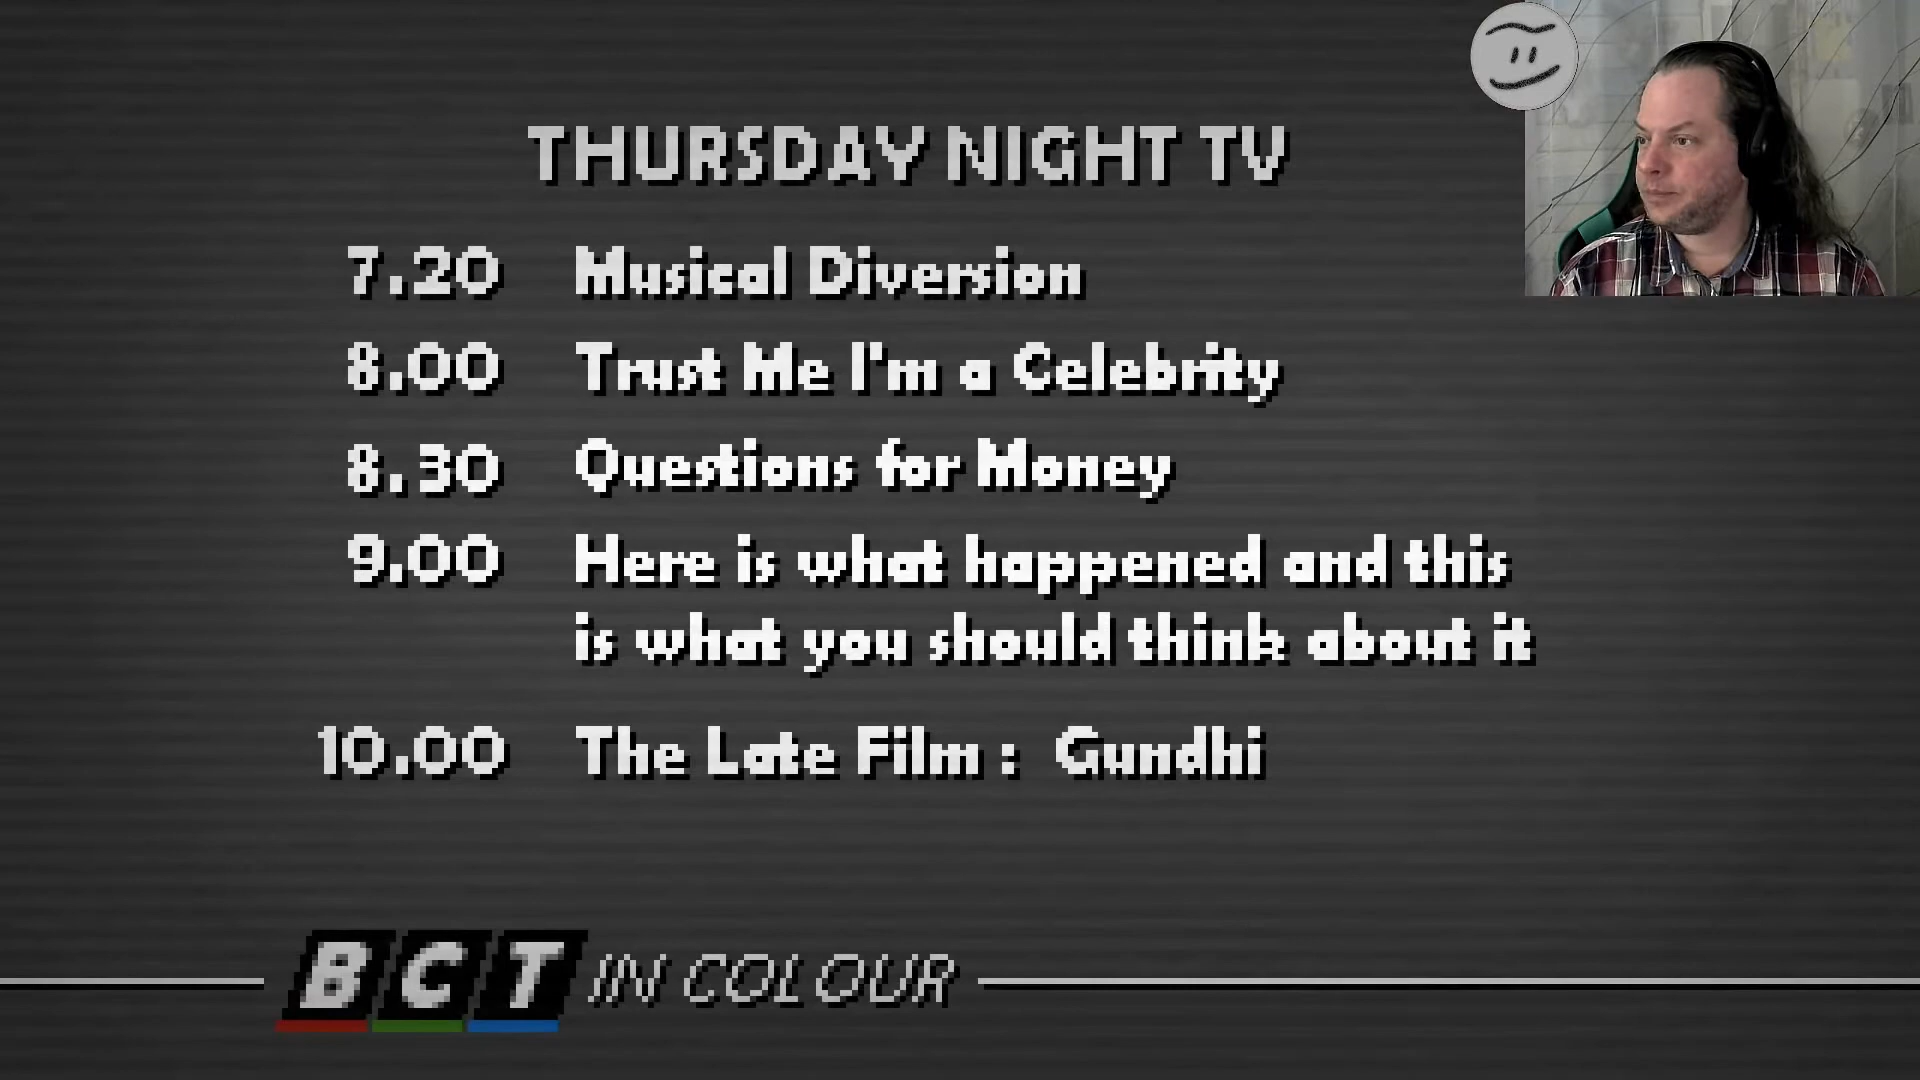 THURSDAY NIGHT TV
7.20 Musical Diversion
8.00 Trust Me I'm a Celebrity
8.30 Questions for Money
9.00 Here is what happened and this
is what you should think about it
10.00 The Late Film : Gundhi
BCT IN COLOUR